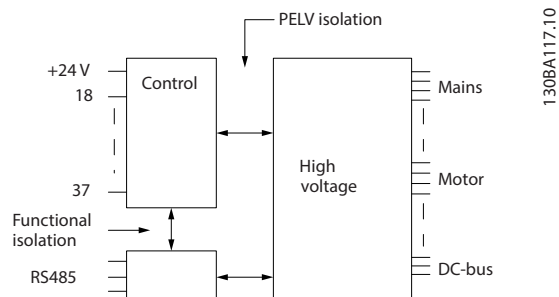 PELV isolation
+24 V
Control
Mains
18
High
voltage
Motor
37
Functional
isolation
DC-bus
RS485
130BA117.10